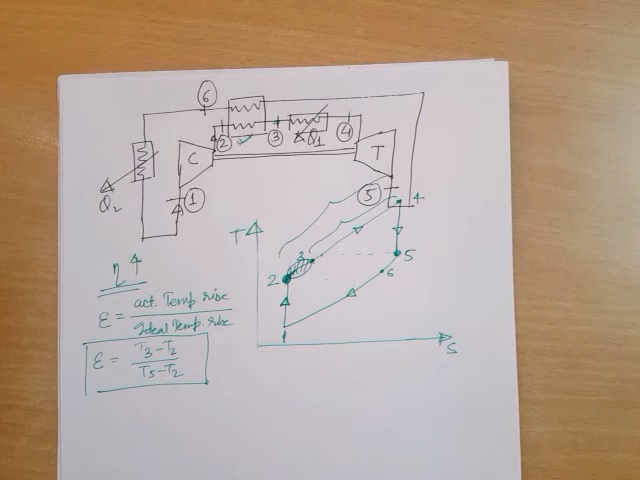 6
2
3
Q1
4
C
T
1
5
Q2
T
4
3
2
5
6
1
S
η ↑
ε = act. Temp. rise / Ideal Temp. rise
ε = T3 - T2 / T5 - T2